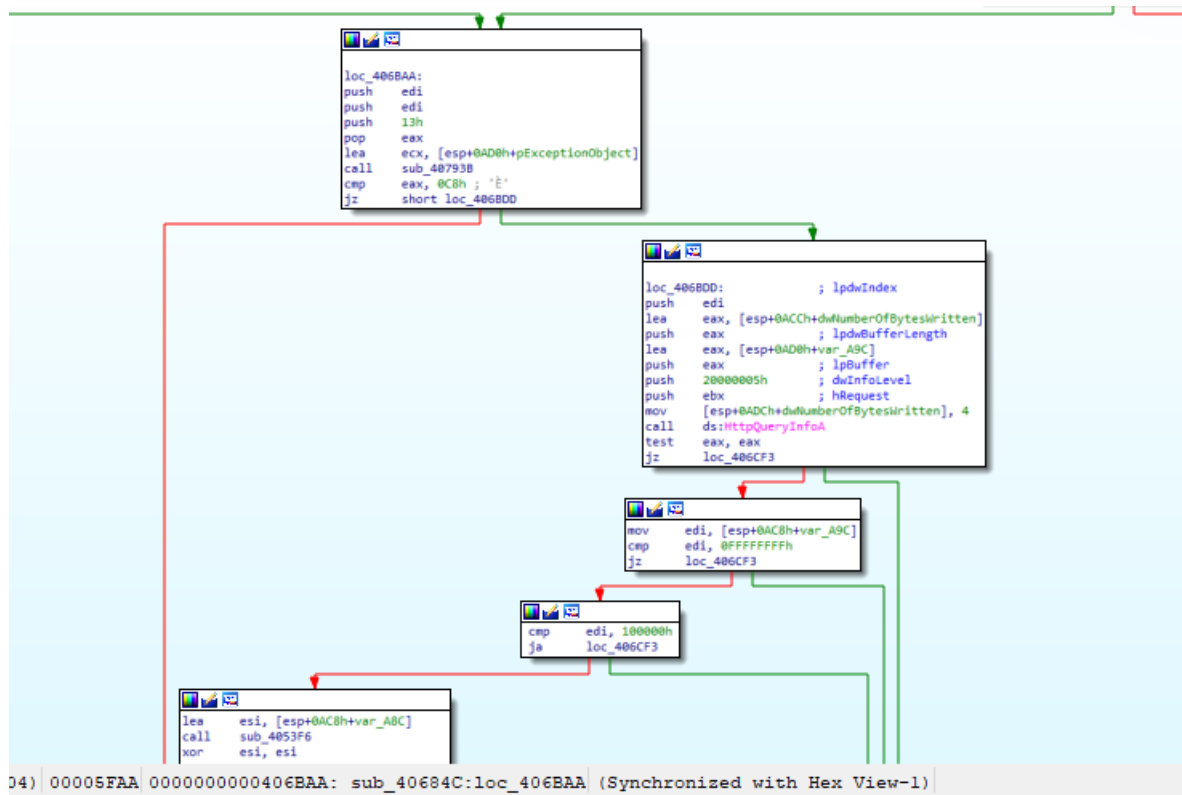 loc_406BAA:
push edi
push edi
push 13h
pop eax
lea ecx, [esp+0AD0h+pExceptionObject]
call sub_40793B
cmp eax, 0C8h ; 'È'
jz short loc_406BDD
loc_406BDD: ; lpdwIndex
push edi
lea eax, [esp+0ACCh+dwNumberOfBytesWritten]
push eax ; lpdwBufferLength
lea eax, [esp+0AD0h+var_A9C]
push eax ; lpBuffer
push 20000005h ; dwInfoLevel
push ebx ; hRequest
mov [esp+0ADCh+dwNumberOfBytesWritten], 4
call ds:HttpQueryInfoA
test eax, eax
jz loc_406CF3
mov edi, [esp+0AC8h+var_A9C]
cmp edi, 0FFFFFFFFh
jz loc_406CF3
cmp edi, 100000h
ja loc_406CF3
lea esi, [esp+0AC8h+var_A8C]
call sub_4053F6
xor esi, esi
04) 00005FAA 0000000000406BAA: sub_40684C:loc_406BAA (Synchronized with Hex View-1)